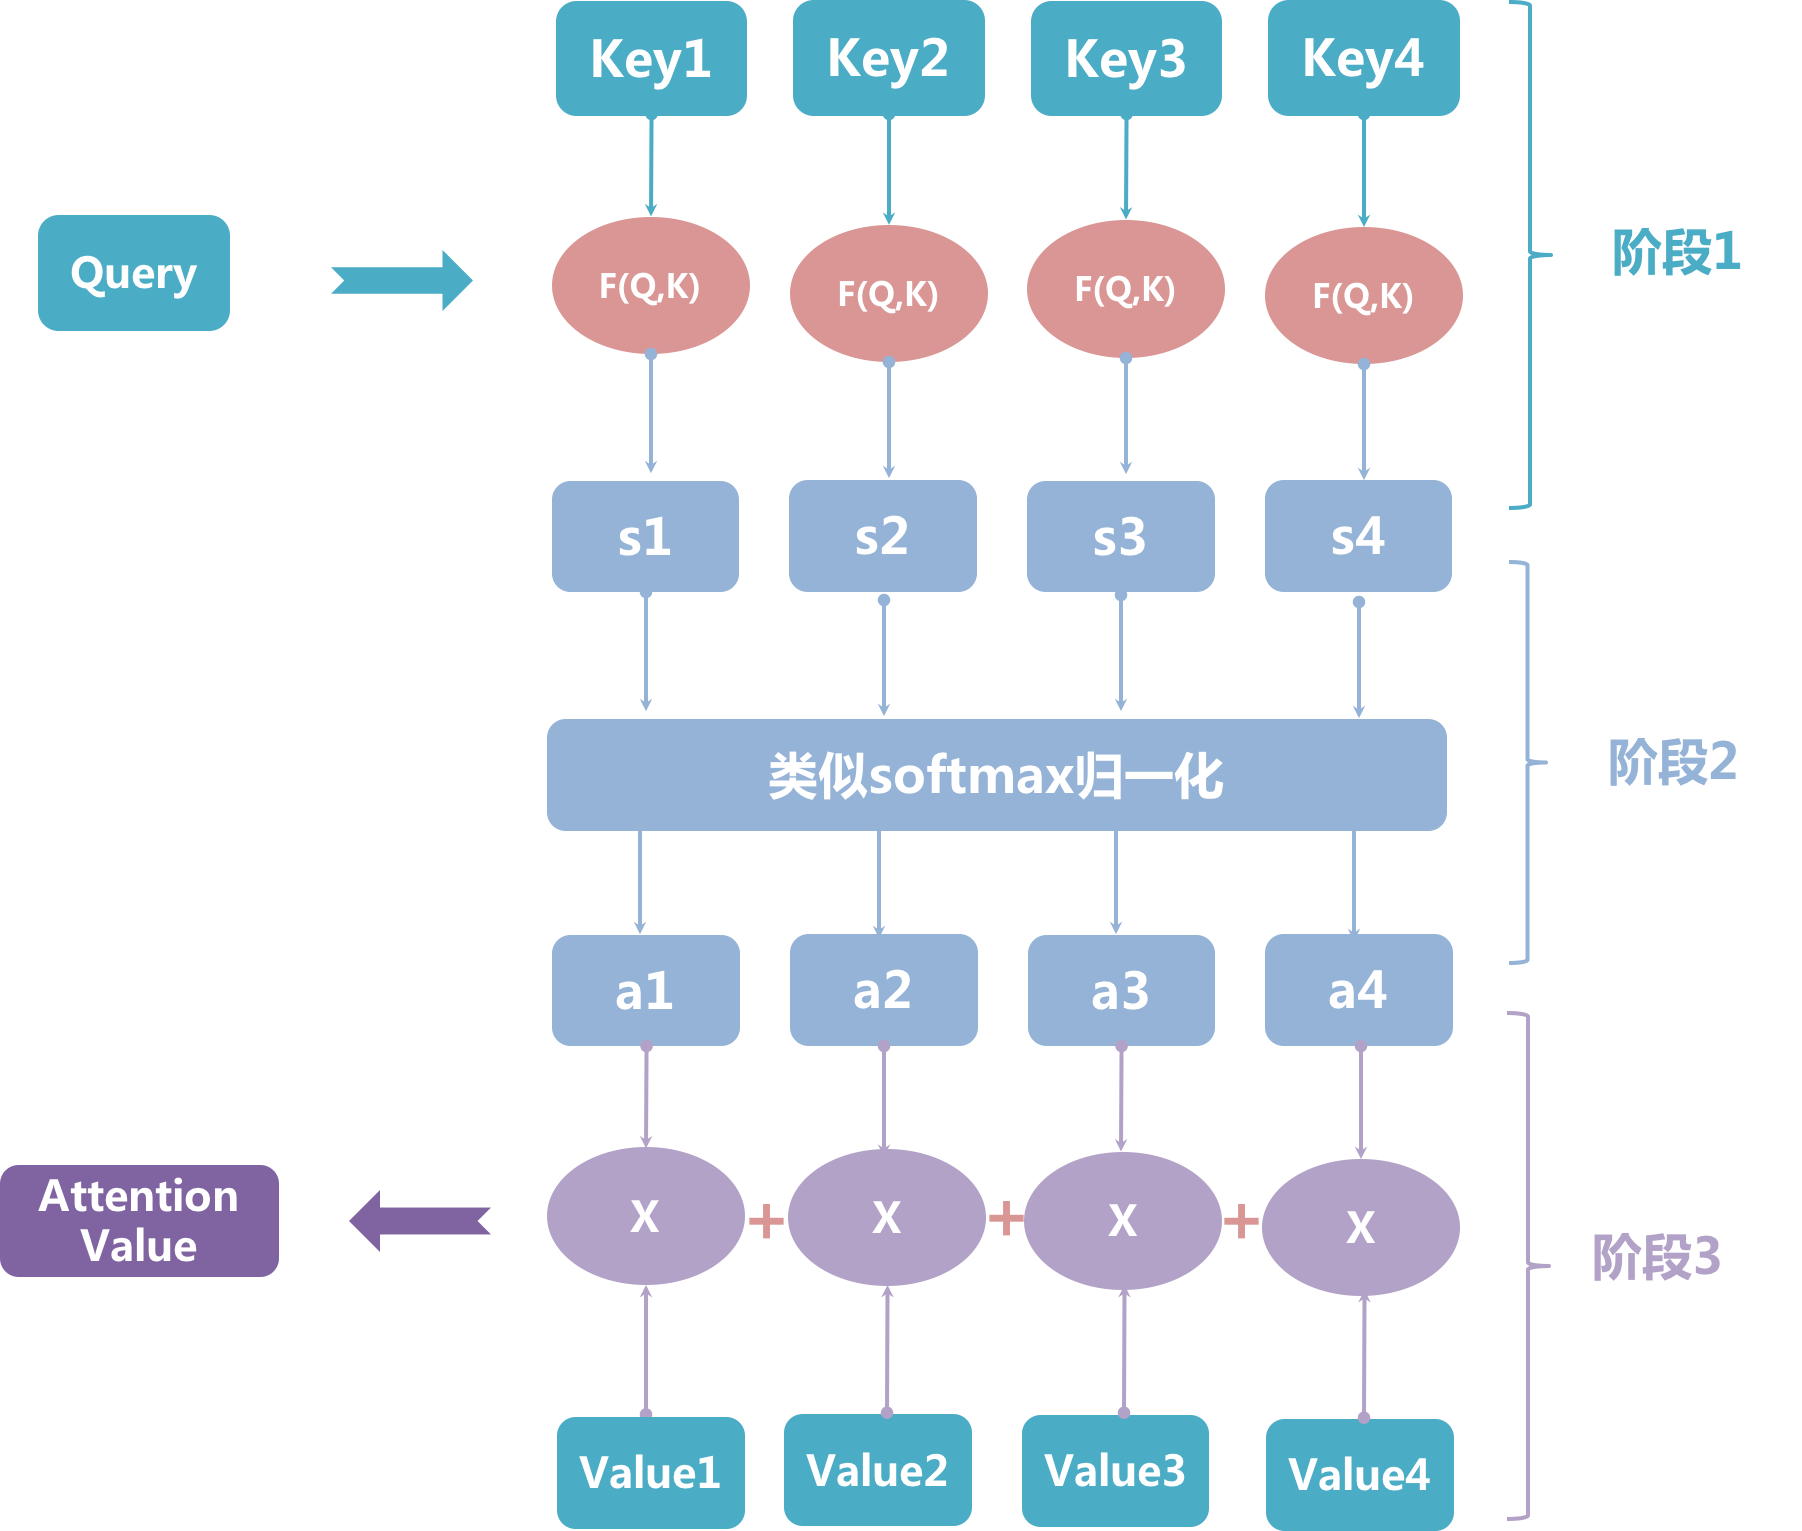 Key1
Key2
Key3
Key4
Query
F(Q,K)
F(Q,K)
F(Q,K)
F(Q,K)
阶段1
s1
s2
s3
s4
类似softmax归一化
阶段2
a1
a2
a3
a4
Attention
Value
X
+
X
+
X
+
X
阶段3
Value1
Value2
Value3
Value4